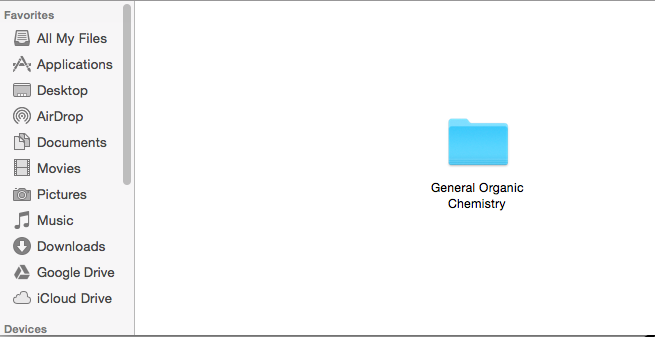 Favorites
All My Files
Applications
Desktop
AirDrop
Documents
Movies
Pictures
Music
Downloads
Google Drive
iCloud Drive
Devices
General Organic
Chemistry